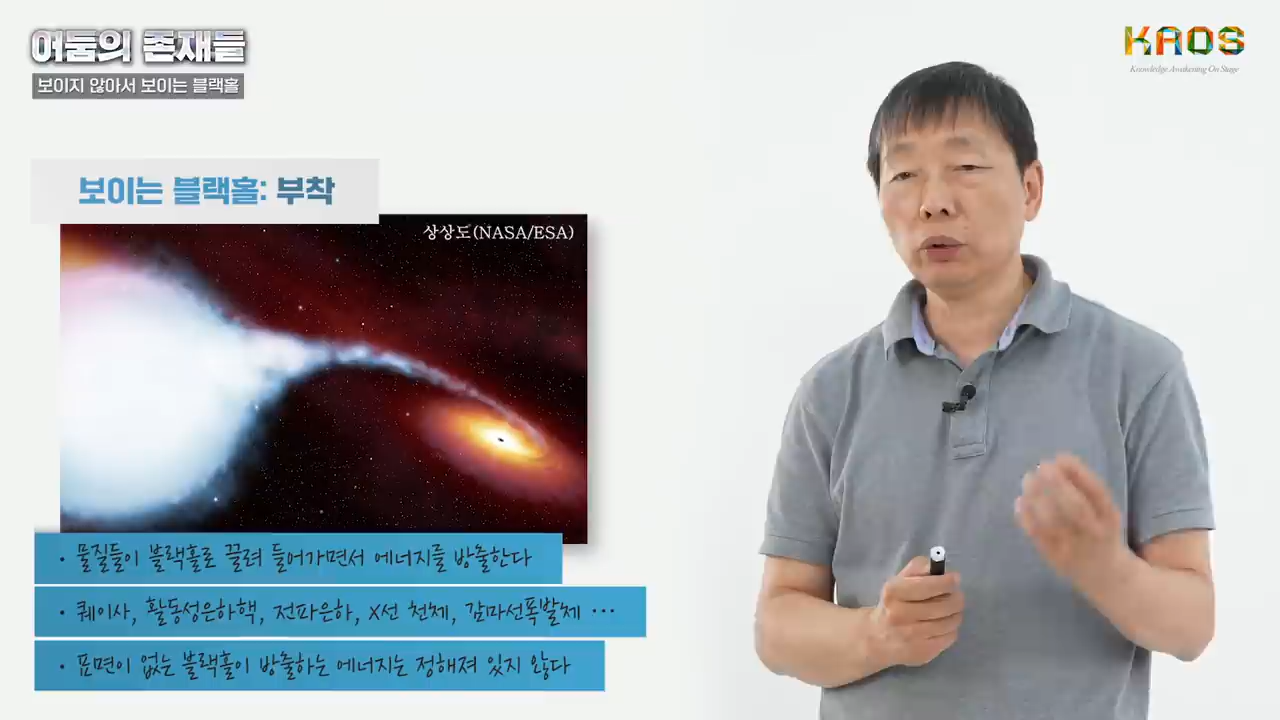 어둠의 존재들
보이지 않아서 보이는 블랙홀
KAOS
Knowledge Awakening On Stage
보이는 블랙홀: 부착
상상도(NASA/ESA)
· 물질들이 블랙홀로 끌려 들어가면서 에너지를 방출한다
· 퀘이사, 활동성은하핵, 전파은하, X선 천체, 감마선폭발체 ···
· 표면이 없는 블랙홀이 방출하는 에너지는 정해져 있지 않다